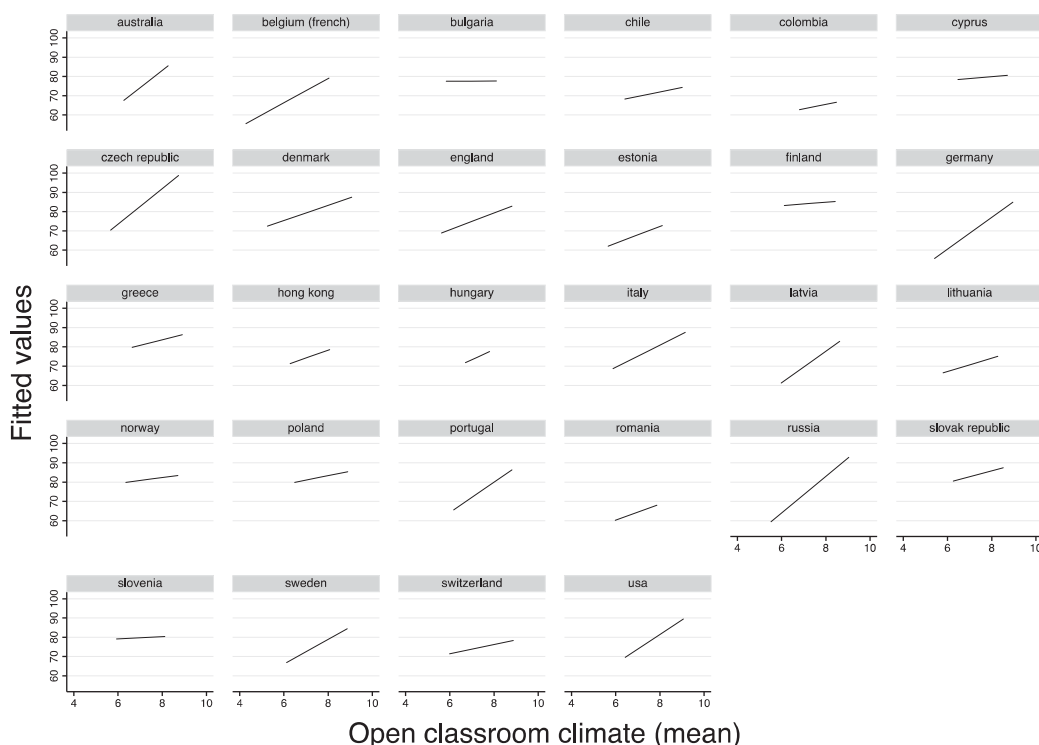 australia belgium (french) bulgaria chile colombia cyprus
100
90
80
70
60
czech republic denmark england estonia finland germany
100
90
80
70
60
greece hong kong hungary italy latvia lithuania
100
90
80
70
60
Fitted values
norway poland portugal romania russia slovak republic
100
90
80
70
60
4 6 8 10 4 6 8 10
slovenia sweden switzerland usa
100
90
80
70
60
4 6 8 10 4 6 8 10 4 6 8 10 4 6 8 10
Open classroom climate (mean)